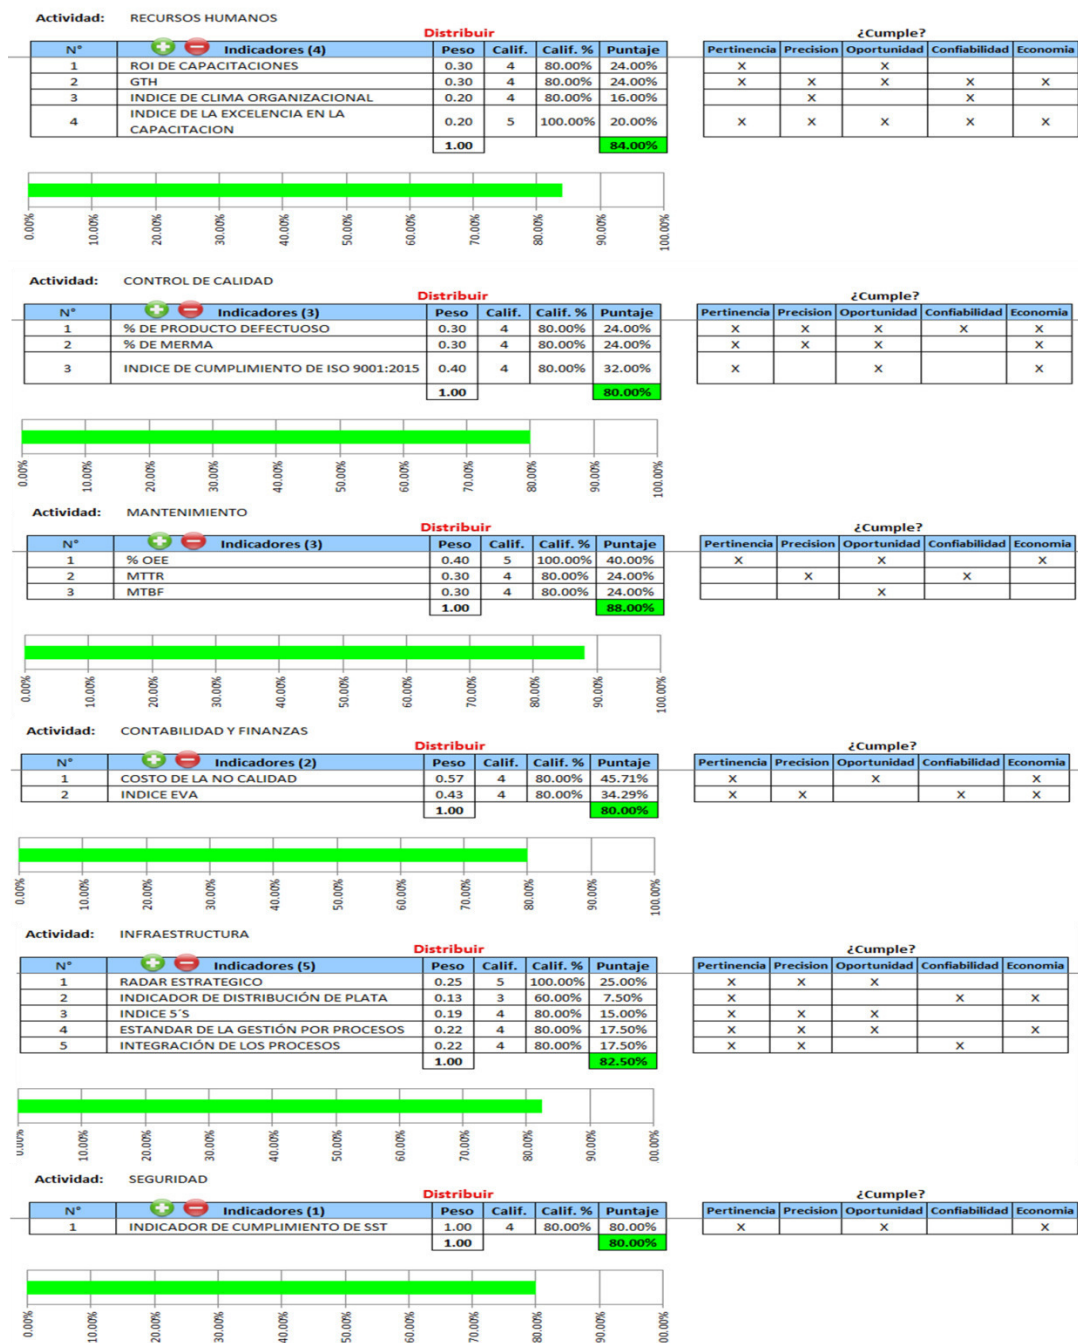 Actividad: RECURSOS HUMANOS
Distribuir ¿Cumple?
N° Indicadores (4) Peso Calif. Calif. % Puntaje Pertinencia Precision Oportunidad Confiabilidad Economia
1 ROI DE CAPACITACIONES 0.30 4 80.00% 24.00% X X
2 GTH 0.30 4 80.00% 24.00% X X X X X
3 INDICE DE CLIMA ORGANIZACIONAL 0.20 4 80.00% 16.00% X X
4 INDICE DE LA EXCELENCIA EN LA CAPACITACION 0.20 5 100.00% 20.00% X X X X X
1.00 84.00%
0.00% 10.00% 20.00% 30.00% 40.00% 50.00% 60.00% 70.00% 80.00% 90.00% 100.00%
Actividad: CONTROL DE CALIDAD
Distribuir ¿Cumple?
N° Indicadores (3) Peso Calif. Calif. % Puntaje Pertinencia Precision Oportunidad Confiabilidad Economia
1 % DE PRODUCTO DEFECTUOSO 0.30 4 80.00% 24.00% X X X X X
2 % DE MERMA 0.30 4 80.00% 24.00% X X X X
3 INDICE DE CUMPLIMIENTO DE ISO 9001:2015 0.40 4 80.00% 32.00% X X X
1.00 80.00%
0.00% 10.00% 20.00% 30.00% 40.00% 50.00% 60.00% 70.00% 80.00% 90.00% 100.00%
Actividad: MANTENIMIENTO
Distribuir ¿Cumple?
N° Indicadores (3) Peso Calif. Calif. % Puntaje Pertinencia Precision Oportunidad Confiabilidad Economia
1 % OEE 0.40 5 100.00% 40.00% X X X
2 MTTR 0.30 4 80.00% 24.00% X X
3 MTBF 0.30 4 80.00% 24.00% X
1.00 88.00%
0.00% 10.00% 20.00% 30.00% 40.00% 50.00% 60.00% 70.00% 80.00% 90.00% 100.00%
Actividad: CONTABILIDAD Y FINANZAS
Distribuir ¿Cumple?
N° Indicadores (2) Peso Calif. Calif. % Puntaje Pertinencia Precision Oportunidad Confiabilidad Economia
1 COSTO DE LA NO CALIDAD 0.57 4 80.00% 45.71% X X X
2 INDICE EVA 0.43 4 80.00% 34.29% X X X X
1.00 80.00%
0.00% 10.00% 20.00% 30.00% 40.00% 50.00% 60.00% 70.00% 80.00% 90.00% 100.00%
Actividad: INFRAESTRUCTURA
Distribuir ¿Cumple?
N° Indicadores (5) Peso Calif. Calif. % Puntaje Pertinencia Precision Oportunidad Confiabilidad Economia
1 RADAR ESTRATEGICO 0.25 5 100.00% 25.00% X X X
2 INDICADOR DE DISTRIBUCIÓN DE PLATA 0.13 3 60.00% 7.50% X X X
3 INDICE 5´S 0.19 4 80.00% 15.00% X X X
4 ESTANDAR DE LA GESTIÓN POR PROCESOS 0.22 4 80.00% 17.50% X X X X
5 INTEGRACIÓN DE LOS PROCESOS 0.22 4 80.00% 17.50% X X X
1.00 82.50%
0.00% 10.00% 20.00% 30.00% 40.00% 50.00% 60.00% 70.00% 80.00% 90.00% 00.00%
Actividad: SEGURIDAD
Distribuir ¿Cumple?
N° Indicadores (1) Peso Calif. Calif. % Puntaje Pertinencia Precision Oportunidad Confiabilidad Economia
1 INDICADOR DE CUMPLIMIENTO DE SST 1.00 4 80.00% 80.00% X X X
1.00 80.00%
0.00% 10.00% 20.00% 30.00% 40.00% 50.00% 60.00% 70.00% 80.00% 90.00% 00.00%